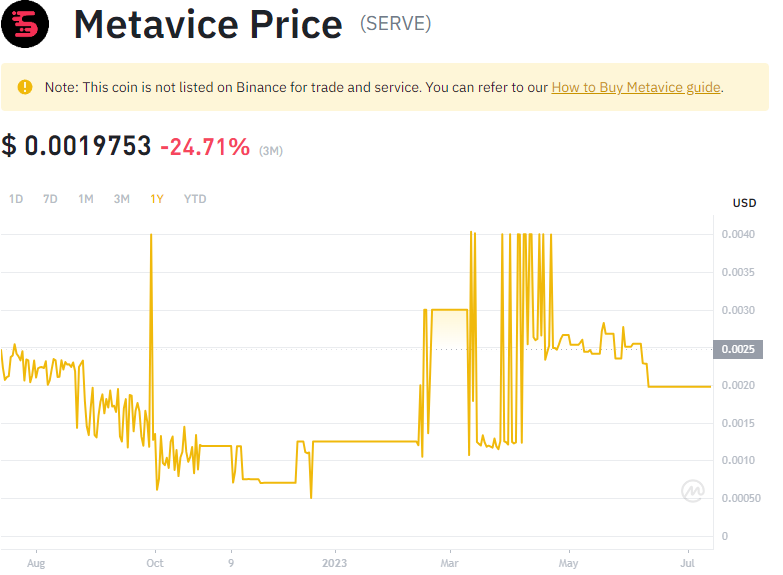 Metavice Price (SERVE)
Note: This coin is not listed on Binance for trade and service. You can refer to our How to Buy Metavice guide.
$ 0.0019753 -24.71% (3M)
1D 7D 1M 3M 1Y YTD
USD
0.0040
0.0035
0.0030
0.0025
0.0020
0.0015
0.0010
0.00050
0
Aug Oct 9 2023 Mar May Jul